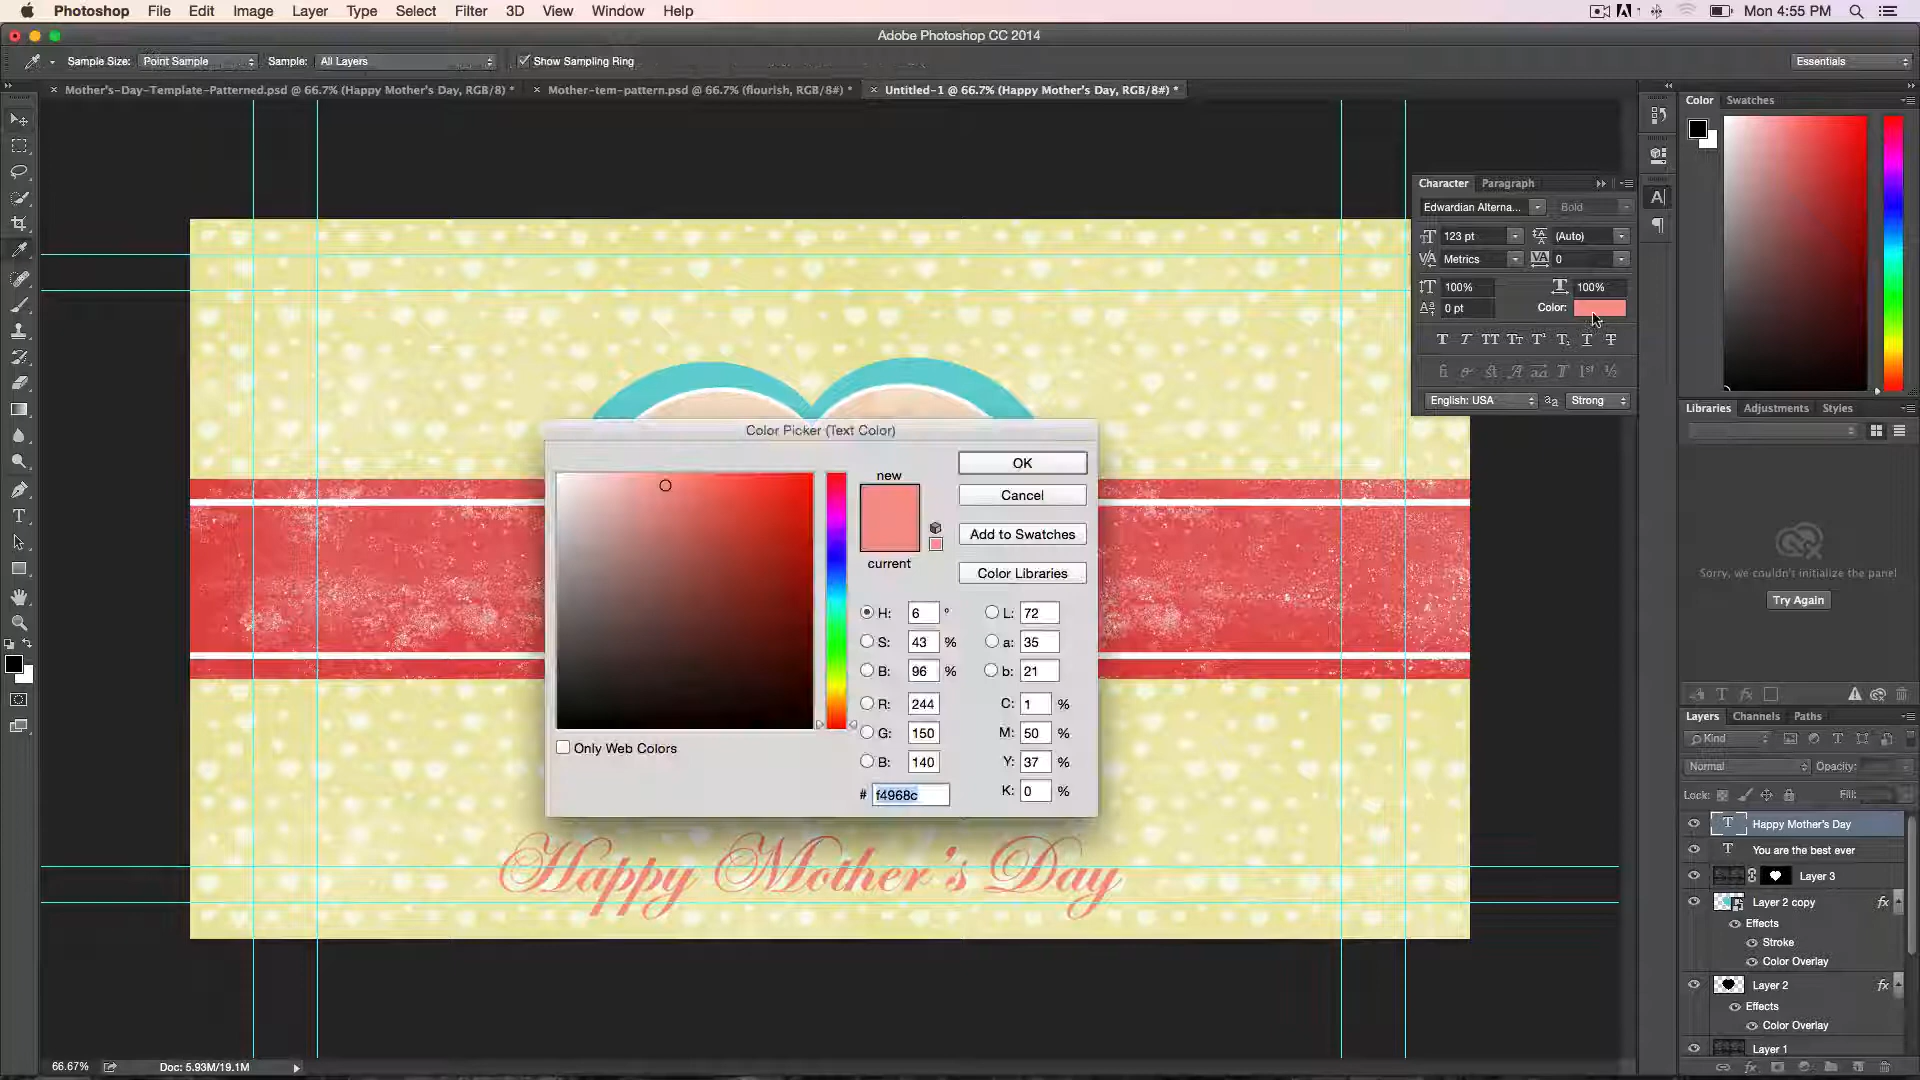 Photoshop File Edit Image Layer Type Select Filter 3D View Window Help Mon 4:55 PM
Adobe Photoshop CC 2014
Sample Size: Point Sample Sample: All Layers Show Sampling Ring Essentials
Mother's-Day-Template-Patterned.psd @ 66.7% (Happy Mother's Day, RGB/8) * Mother-tem-pattern.psd @ 66.7% (flourish, RGB/8#) * Untitled-1 @ 66.7% (Happy Mother's Day, RGB/8#) *
Color Swatches
Character Paragraph
Edwardian Alterna... Bold
123 pt (Auto)
Metrics 0
100% 100%
0 pt Color:
English: USA Strong
Libraries Adjustments Styles
Sorry, we couldn't initialize the panel
Try Again
Color Picker (Text Color)
new
current
OK
Cancel
Add to Swatches
Color Libraries
H: 6 ° L: 72
S: 43 % a: 35
B: 96 % b: 21
R: 244 C: 1 %
G: 150 M: 50 %
B: 140 Y: 37 %
# f4968c K: 0 %
Only Web Colors
Happy Mother's Day
Layers Channels Paths
Kind
Normal Opacity:
Lock: Fill:
T Happy Mother's Day
T You are the best ever
Layer 3
Layer 2 copy fx
Effects
Stroke
Color Overlay
Layer 2 fx
Effects
Color Overlay
Layer 1
66.67% Doc: 5.93M/19.1M